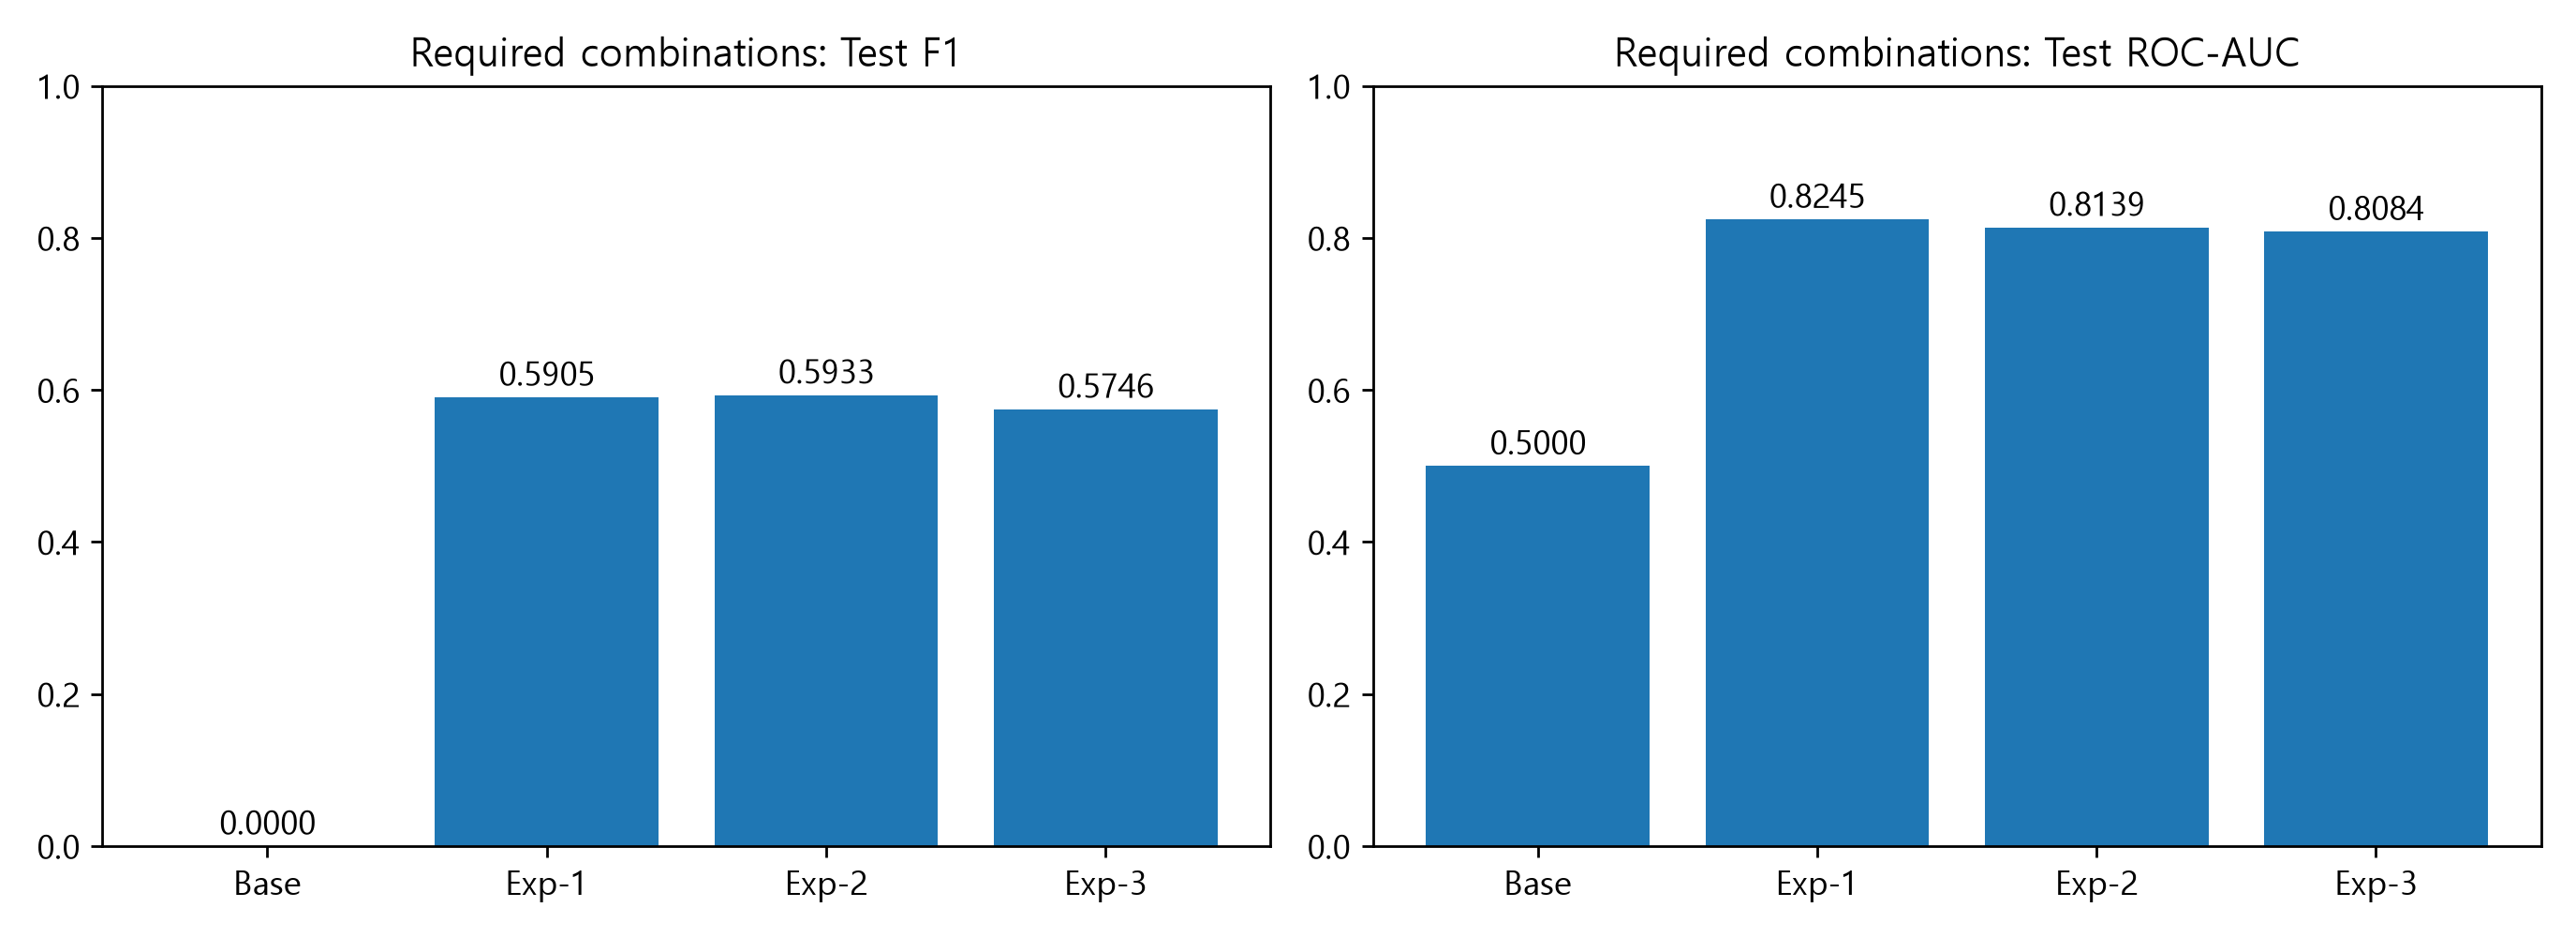 Required combinations: Test F1
1.0
0.8
0.6
0.4
0.2
0.0
0.0000
0.5905
0.5933
0.5746
Base
Exp-1
Exp-2
Exp-3
Required combinations: Test ROC-AUC
1.0
0.8
0.6
0.4
0.2
0.0
0.5000
0.8245
0.8139
0.8084
Base
Exp-1
Exp-2
Exp-3